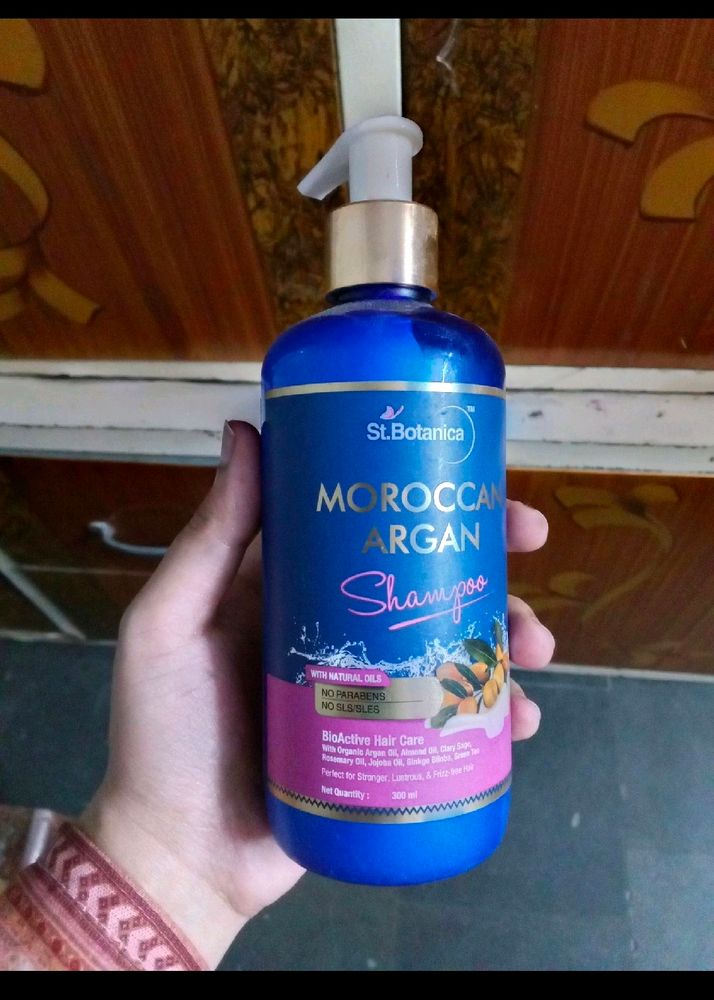 St.Botanica™
MOROCCAN
ARGAN
Shampoo
WITH NATURAL OILS
NO PARABENS
NO SLS/SLES
BioActive Hair Care
With Organic Argan Oil, Almond Oil, Clary Sage,
Rosemary Oil, Jojoba Oil, Ginkgo Biloba, Green Tea
Perfect for Stronger, Lustrous, & Frizz-free Hair
Net Quantity : 300 ml